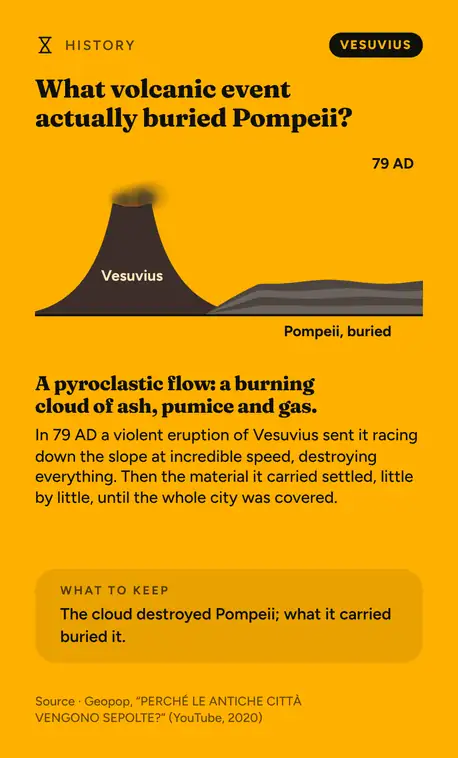 HISTORY
VESUVIUS
What volcanic event
actually buried Pompeii?
79 AD
Vesuvius
Pompeii, buried
A pyroclastic flow: a burning
cloud of ash, pumice and gas.
In 79 AD a violent eruption of Vesuvius sent it racing
down the slope at incredible speed, destroying
everything. Then the material it carried settled, little
by little, until the whole city was covered.
WHAT TO KEEP
The cloud destroyed Pompeii; what it carried
buried it.
Source · Geopop, “PERCHÉ LE ANTICHE CITTÀ
VENGONO SEPOLTE?” (YouTube, 2020)